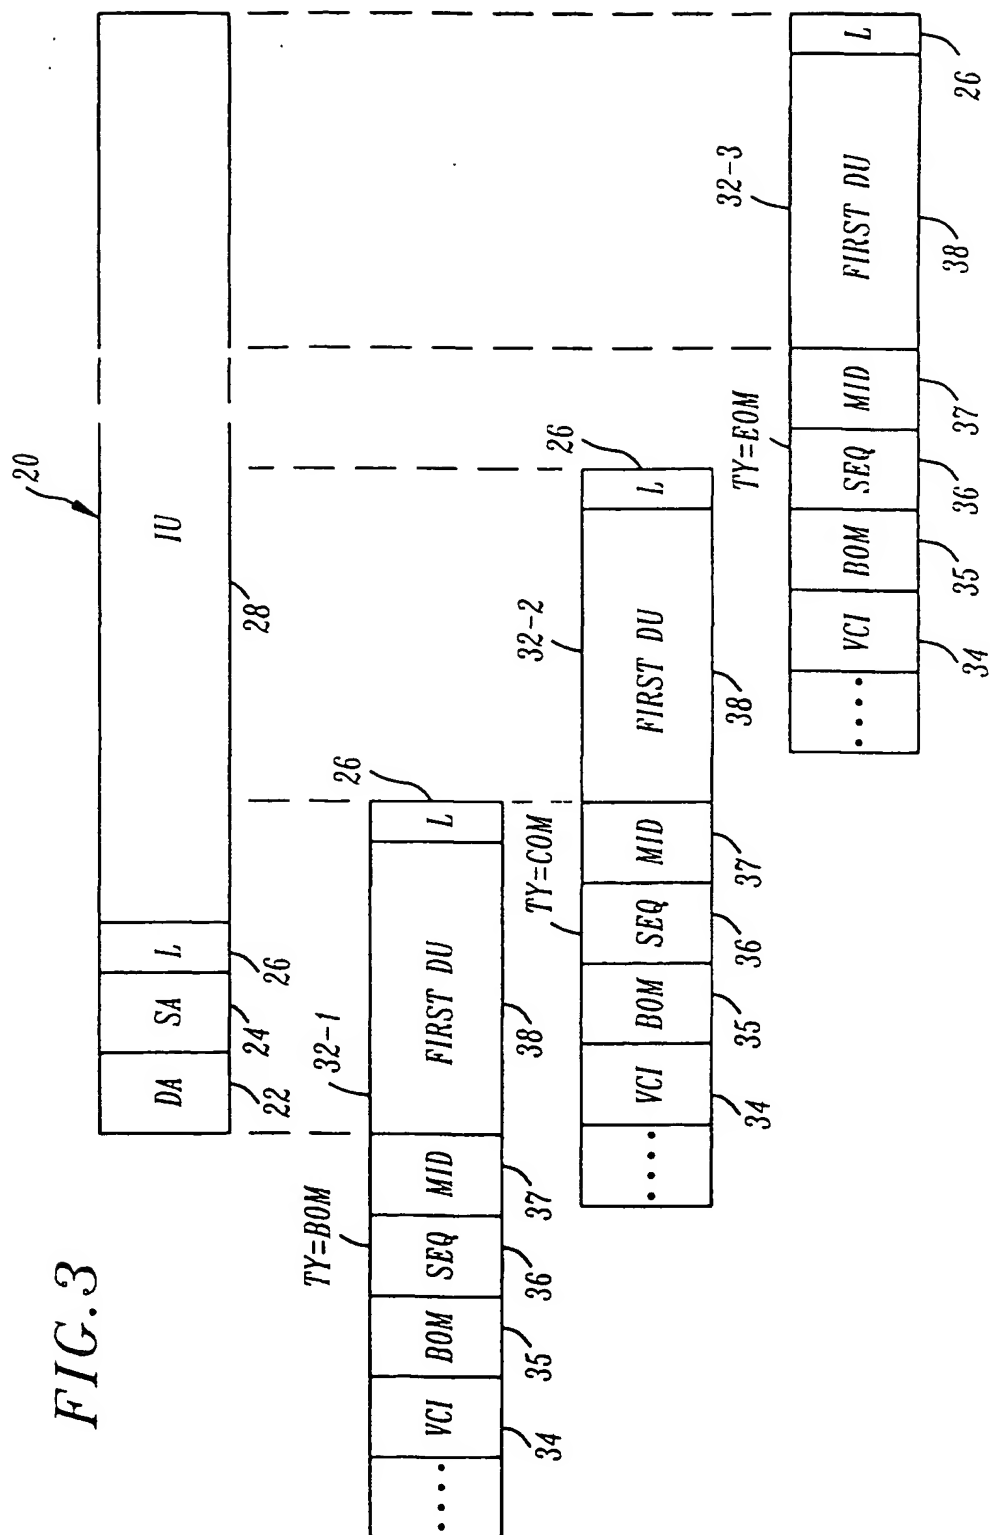 FIG.3
20
DA SA L IU
22 24 26 28
TY=BOM 32-1 26
.... VCI BOM SEQ MID FIRST DU L
34 35 36 37 38
TY=COM 32-2 26
.... VCI BOM SEQ MID FIRST DU L
34 35 36 37 38
TY=EOM 32-3
.... VCI BOM SEQ MID FIRST DU L
34 35 36 37 38 26